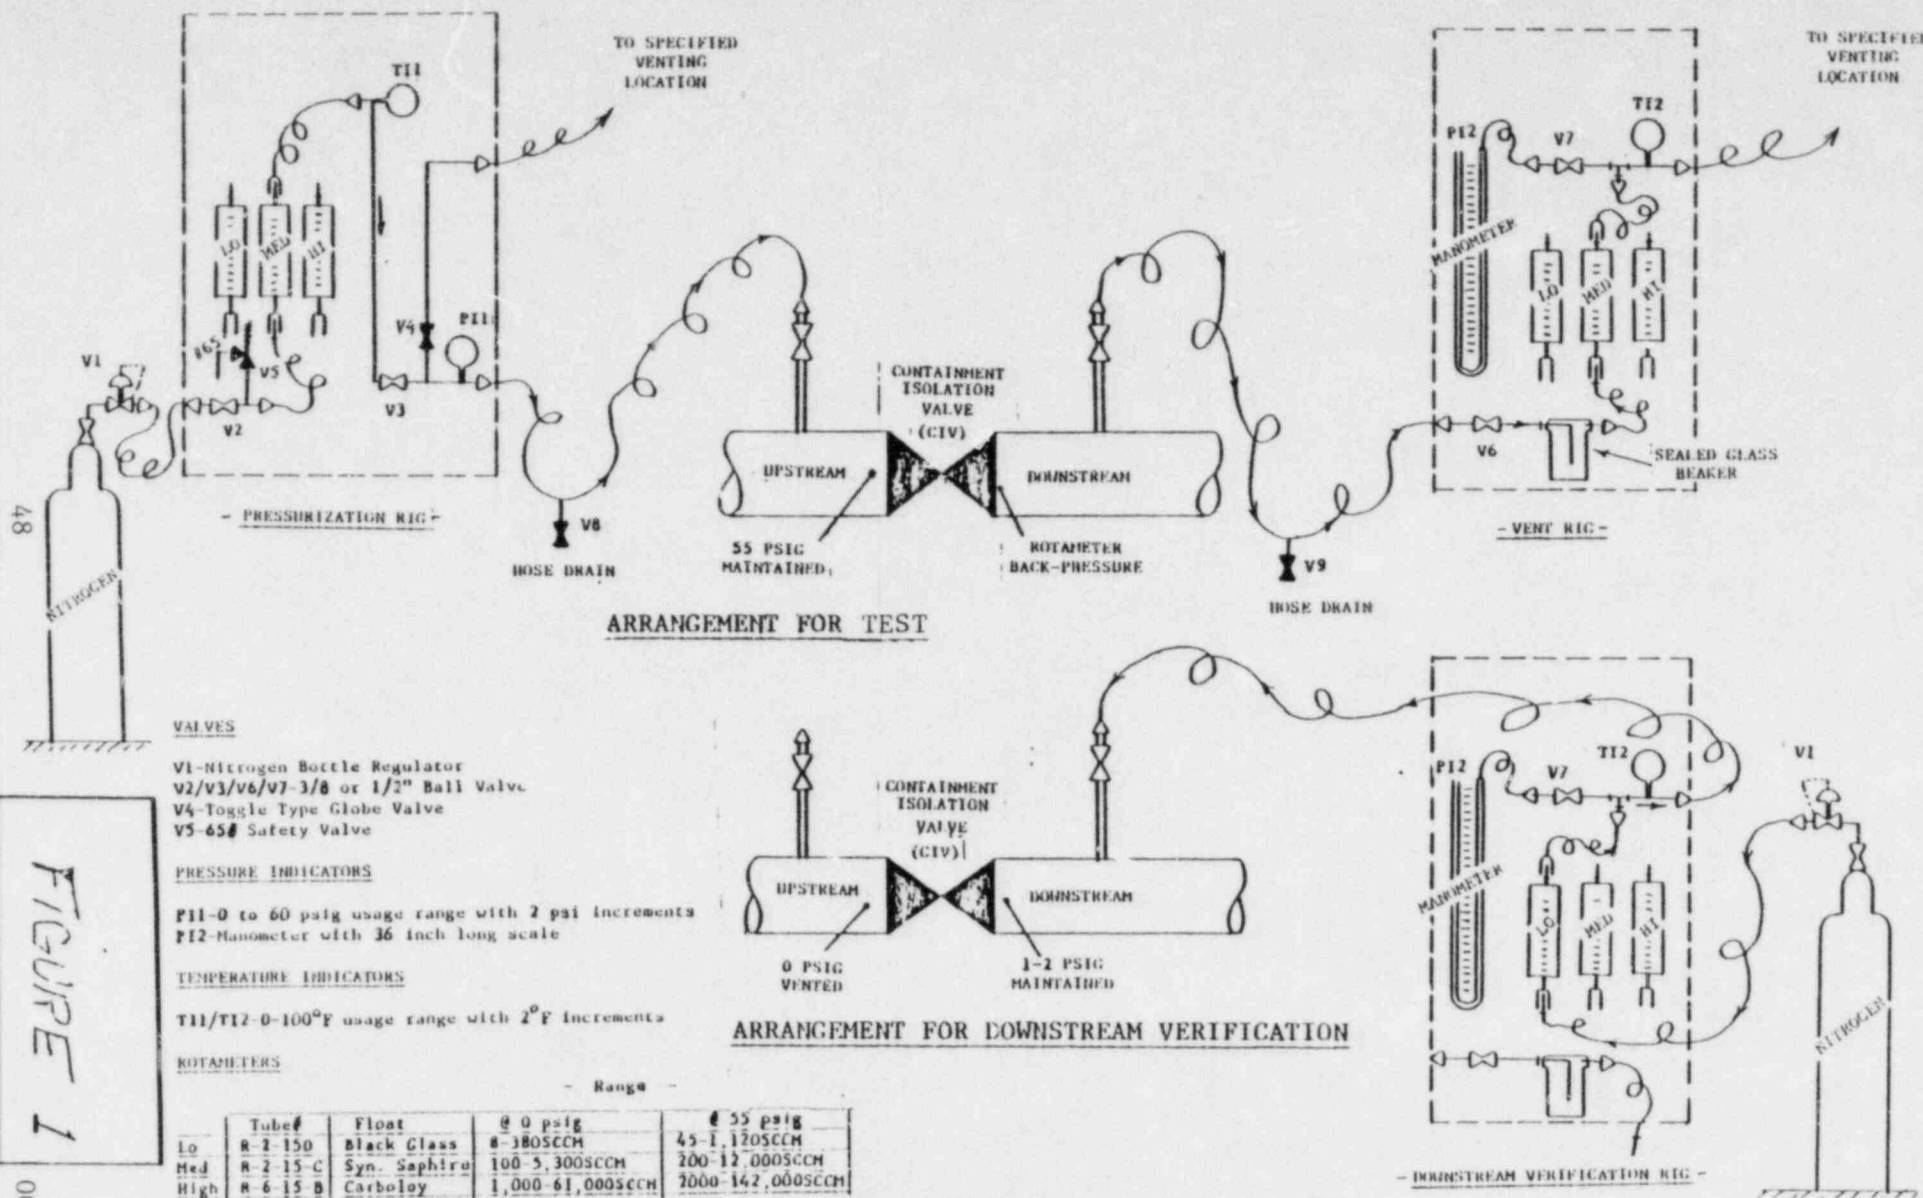 TO SPECIFIED
VENTING
LOCATION
TI1
LO
MED
HI
V4
PI1
V1
V5
V2
V3
- PRESSURIZATION RIG -
NITROGEN
V8
HOSE DRAIN
UPSTREAM
CONTAINMENT
ISOLATION
VALVE
(CIV)
DOWNSTREAM
55 PSIG
MAINTAINED
ROTAMETER
BACK-PRESSURE
V9
HOSE DRAIN
TO SPECIFIED
VENTING
LOCATION
PI2
V7
TI2
MANOMETER
LO
MED
HI
V6
SEALED GLASS
BEAKER
- VENT RIG -
ARRANGEMENT FOR TEST
48
VALVES
V1-Nitrogen Bottle Regulator
V2/V3/V6/V7-3/8 or 1/2" Ball Valve
V4-Toggle Type Globe Valve
V5-65# Safety Valve
PRESSURE INDICATORS
PI1-0 to 60 psig usage range with 2 psi increments
PI2-Manometer with 36 inch long scale
TEMPERATURE INDICATORS
TI1/TI2-0-100°F usage range with 2°F increments
ROTAMETERS
- Range -
Tube# Float @ 0 psig @ 55 psig
Lo R-2-150 Black Glass 8-380SCCM 45-1,120SCCM
Med R-2-15-C Syn. Saphire 100-5,300SCCM 200-12,000SCCM
High R-6-15-B Carboloy 1,000-61,000SCCM 2000-142,000SCCM
FIGURE 1
CONTAINMENT
ISOLATION
VALVE
(CIV)
UPSTREAM
DOWNSTREAM
0 PSIG
VENTED
1-2 PSIG
MAINTAINED
ARRANGEMENT FOR DOWNSTREAM VERIFICATION
PI2
V7
TI2
V1
MANOMETER
LO
MED
HI
NITROGEN
- DOWNSTREAM VERIFICATION RIG -